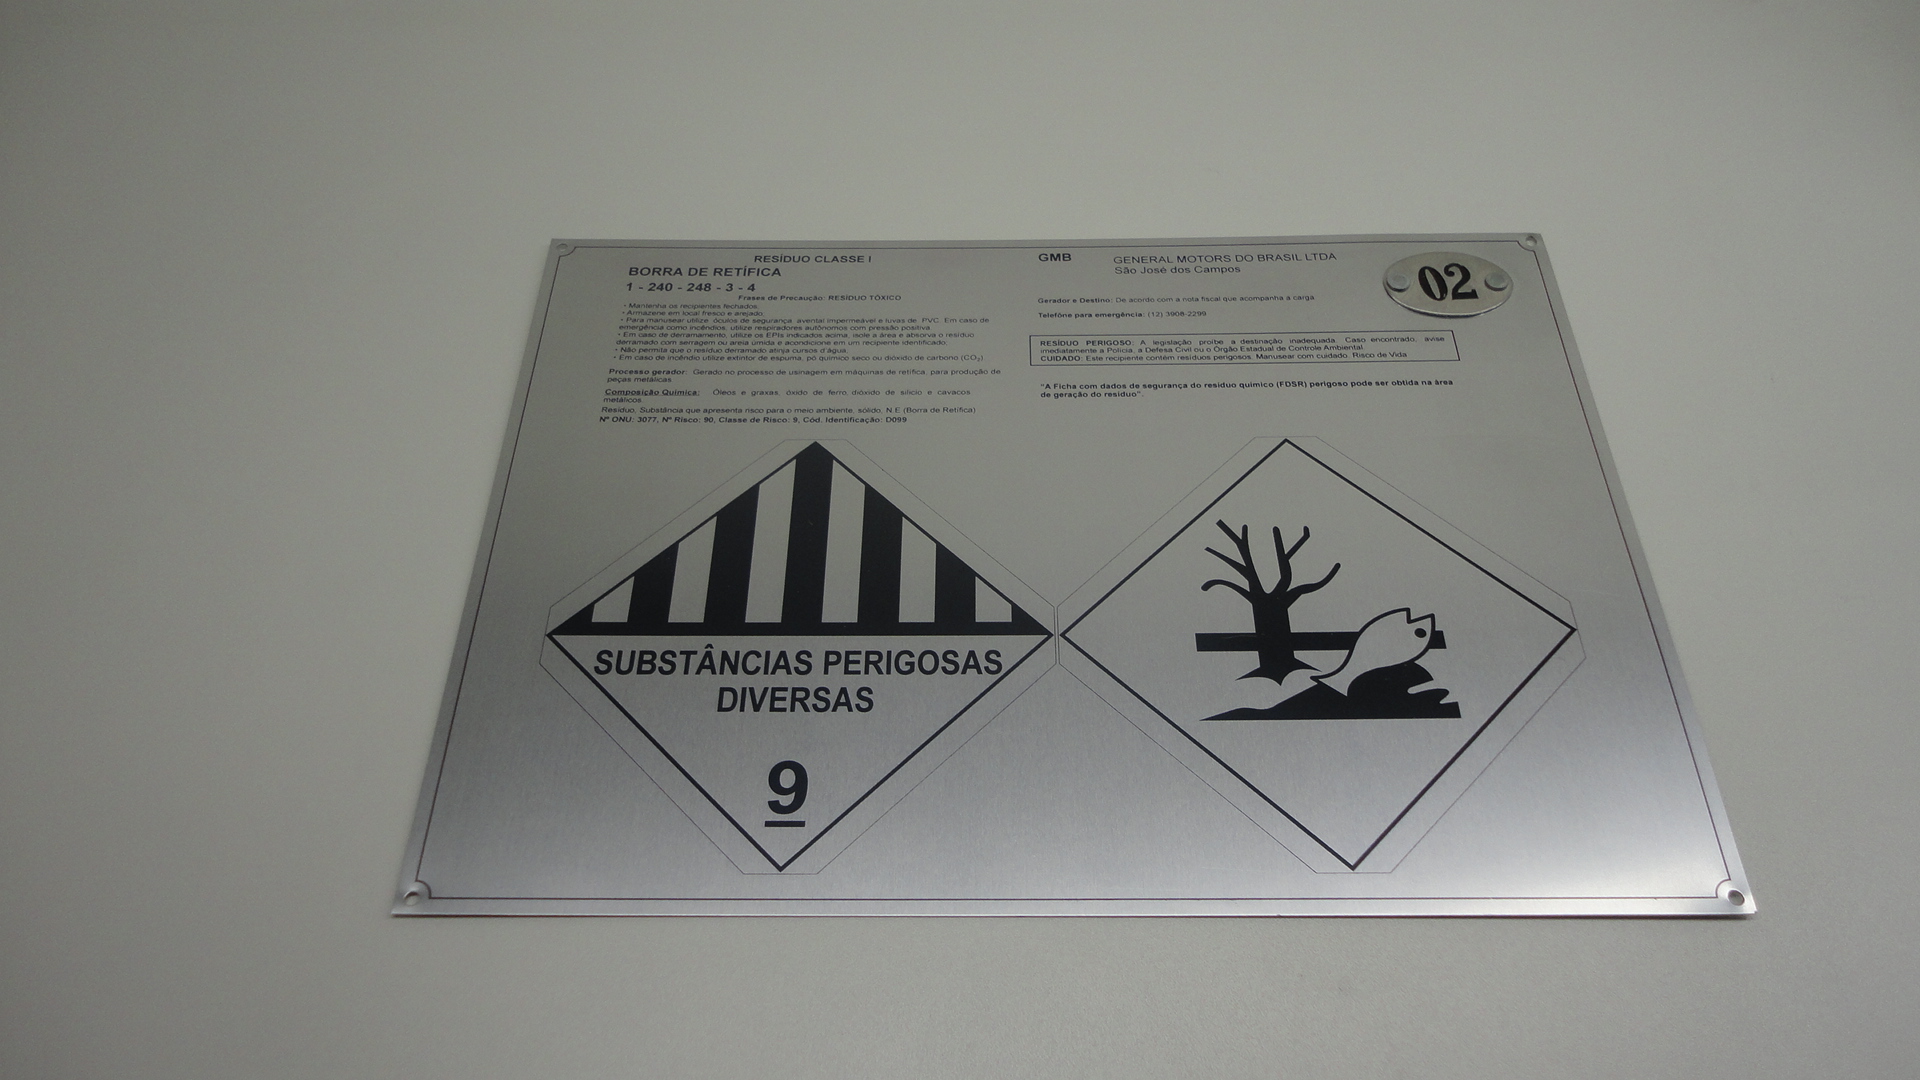 RESÍDUO CLASSE I
BORRA DE RETÍFICA
1 - 240 - 248 - 3 - 4
Frases de Precaução: RESÍDUO TÓXICO
• Mantenha os recipientes fechados.
• Armazene em local fresco e arejado.
• Para manusear utilize óculos de segurança, avental impermeável e luvas de PVC. Em caso de
emergência como incêndios, utilize respiradores autônomos com pressão positiva.
• Em caso de derramamento, utilize os EPIs indicados acima, isole a área e absorva o resíduo
derramado com serragem ou areia úmida e acondicione em um recipiente identificado.
• Não permita que o resíduo derramado atinja cursos d'água.
• Em caso de incêndio utilize extintor de espuma, pó químico seco ou dióxido de carbono (CO2)
Processo gerador: Gerado no processo de usinagem em máquinas de retífica, para produção de
peças metálicas.
Composição Química: Óleos e graxas, óxido de ferro, dióxido de silício e cavacos
metálicos.
Resíduo, Substância que apresenta risco para o meio ambiente, sólido, N.E (Borra de Retífica)
Nº ONU: 3077, Nº Risco: 90, Classe de Risco: 9, Cód. Identificação: D099
GMB GENERAL MOTORS DO BRASIL LTDA
São José dos Campos
02
Gerador e Destino: De acordo com a nota fiscal que acompanha a carga
Telefone para emergência: (12) 3908-2299
RESÍDUO PERIGOSO: A legislação proíbe a destinação inadequada. Caso encontrado, avise
imediatamente a Polícia, a Defesa Civil ou o Órgão Estadual de Controle Ambiental.
CUIDADO: Este recipiente contém resíduos perigosos. Manusear com cuidado. Risco de Vida
"A Ficha com dados de segurança do resíduo químico (FDSR) perigoso pode ser obtida na área
de geração do resíduo".
SUBSTÂNCIAS PERIGOSAS
DIVERSAS
9